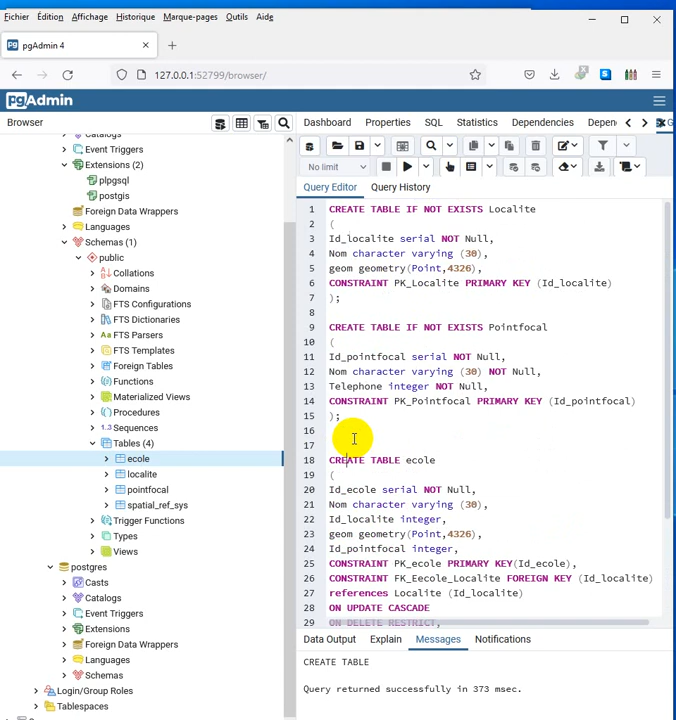 Fichier Édition Affichage Historique Marque-pages Outils Aide
pgAdmin 4
127.0.0.1:52799/browser/
pgAdmin
Browser
Dashboard Properties SQL Statistics Dependencies Depen
No limit
Query Editor Query History
Catalogs
Event Triggers
Extensions (2)
plpgsql
postgis
Foreign Data Wrappers
Languages
Schemas (1)
public
Collations
Domains
FTS Configurations
FTS Dictionaries
FTS Parsers
FTS Templates
Foreign Tables
Functions
Materialized Views
Procedures
1..3 Sequences
Tables (4)
ecole
localite
pointfocal
spatial_ref_sys
Trigger Functions
Types
Views
postgres
Casts
Catalogs
Event Triggers
Extensions
Foreign Data Wrappers
Languages
Schemas
Login/Group Roles
Tablespaces
1 CREATE TABLE IF NOT EXISTS Localite
2 (
3 Id_localite serial NOT Null,
4 Nom character varying (30),
5 geom geometry(Point,4326),
6 CONSTRAINT PK_Localite PRIMARY KEY (Id_localite)
7 );
8
9 CREATE TABLE IF NOT EXISTS Pointfocal
10 (
11 Id_pointfocal serial NOT Null,
12 Nom character varying (30) NOT Null,
13 Telephone integer NOT Null,
14 CONSTRAINT PK_Pointfocal PRIMARY KEY (Id_pointfocal)
15 );
16
17
18 CREATE TABLE ecole
19 (
20 Id_ecole serial NOT Null,
21 Nom character varying (30),
22 Id_localite integer,
23 geom geometry(Point,4326),
24 Id_pointfocal integer,
25 CONSTRAINT PK_ecole PRIMARY KEY(Id_ecole),
26 CONSTRAINT FK_Eecole_Localite FOREIGN KEY (Id_localite)
27 references Localite (Id_localite)
28 ON UPDATE CASCADE
29 ON DELETE RESTRICT,
Data Output Explain Messages Notifications
CREATE TABLE
Query returned successfully in 373 msec.